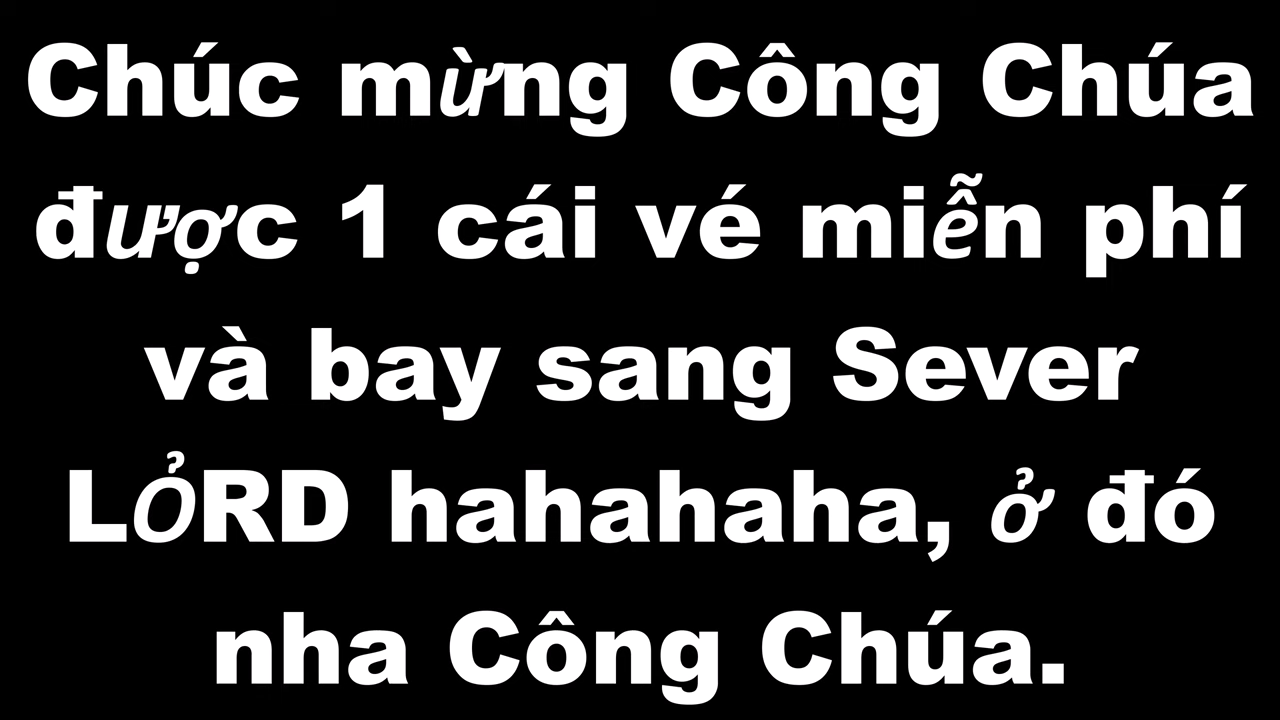 Chúc mừng Công Chúa
được 1 cái vé miễn phí
và bay sang Sever
LỎRD hahahaha, ở đó
nha Công Chúa.